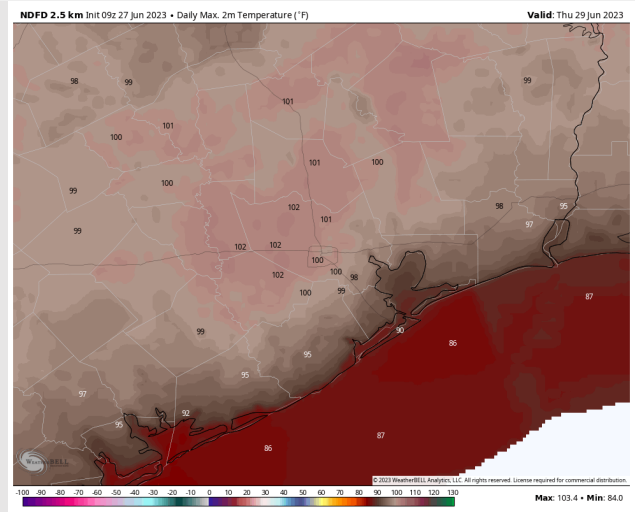 NDFD 2.5 km Init 09z 27 Jun 2023 • Daily Max. 2m Temperature (˚F) Valid: Thu 29 Jun 2023
98 99 99
101
101
100 101 100
100
99
102 98 95
101 97
99
102 102
100
102 100 98
100 99 87
99 90
86
95
95
97
92
95
87
86
WeatherBELL
© 2023 WeatherBELL Analytics, LLC. All rights reserved. License required for commercial distribution.
-100 -90 -80 -70 -60 -50 -40 -30 -20 -10 0 10 20 30 40 50 60 70 80 90 100 110 120 130
Max: 103.4 • Min: 84.0